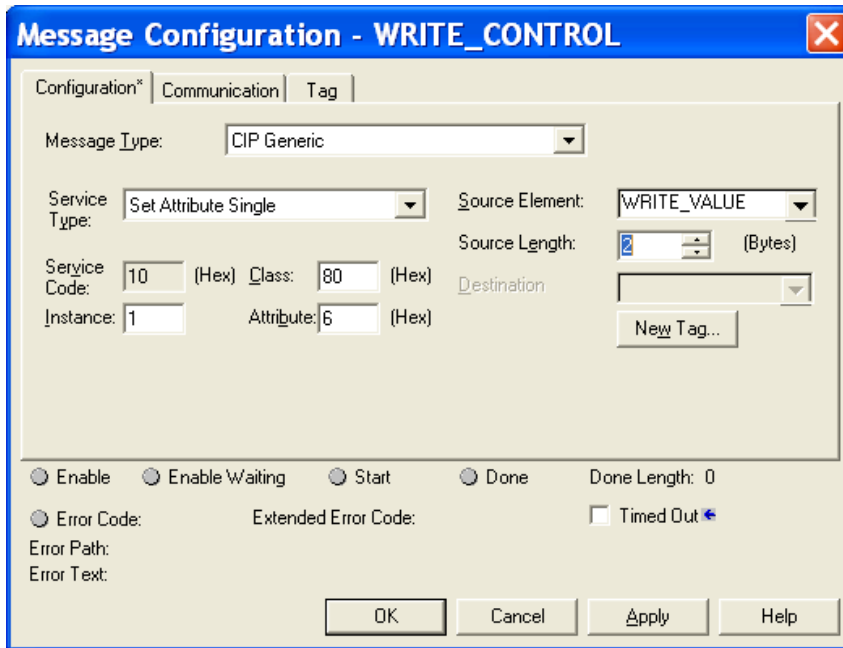 Message Configuration - WRITE_CONTROL
Configuration* Communication Tag
Message Type: CIP Generic
Service Type: Set Attribute Single
Source Element: WRITE_VALUE
Source Length: 2 (Bytes)
Service Code: 10 (Hex) Class: 80 (Hex)
Destination
Instance: 1 Attribute: 6 (Hex)
New Tag...
Enable Enable Waiting Start Done Done Length: 0
Error Code: Extended Error Code: Timed Out
Error Path:
Error Text:
OK Cancel Apply Help